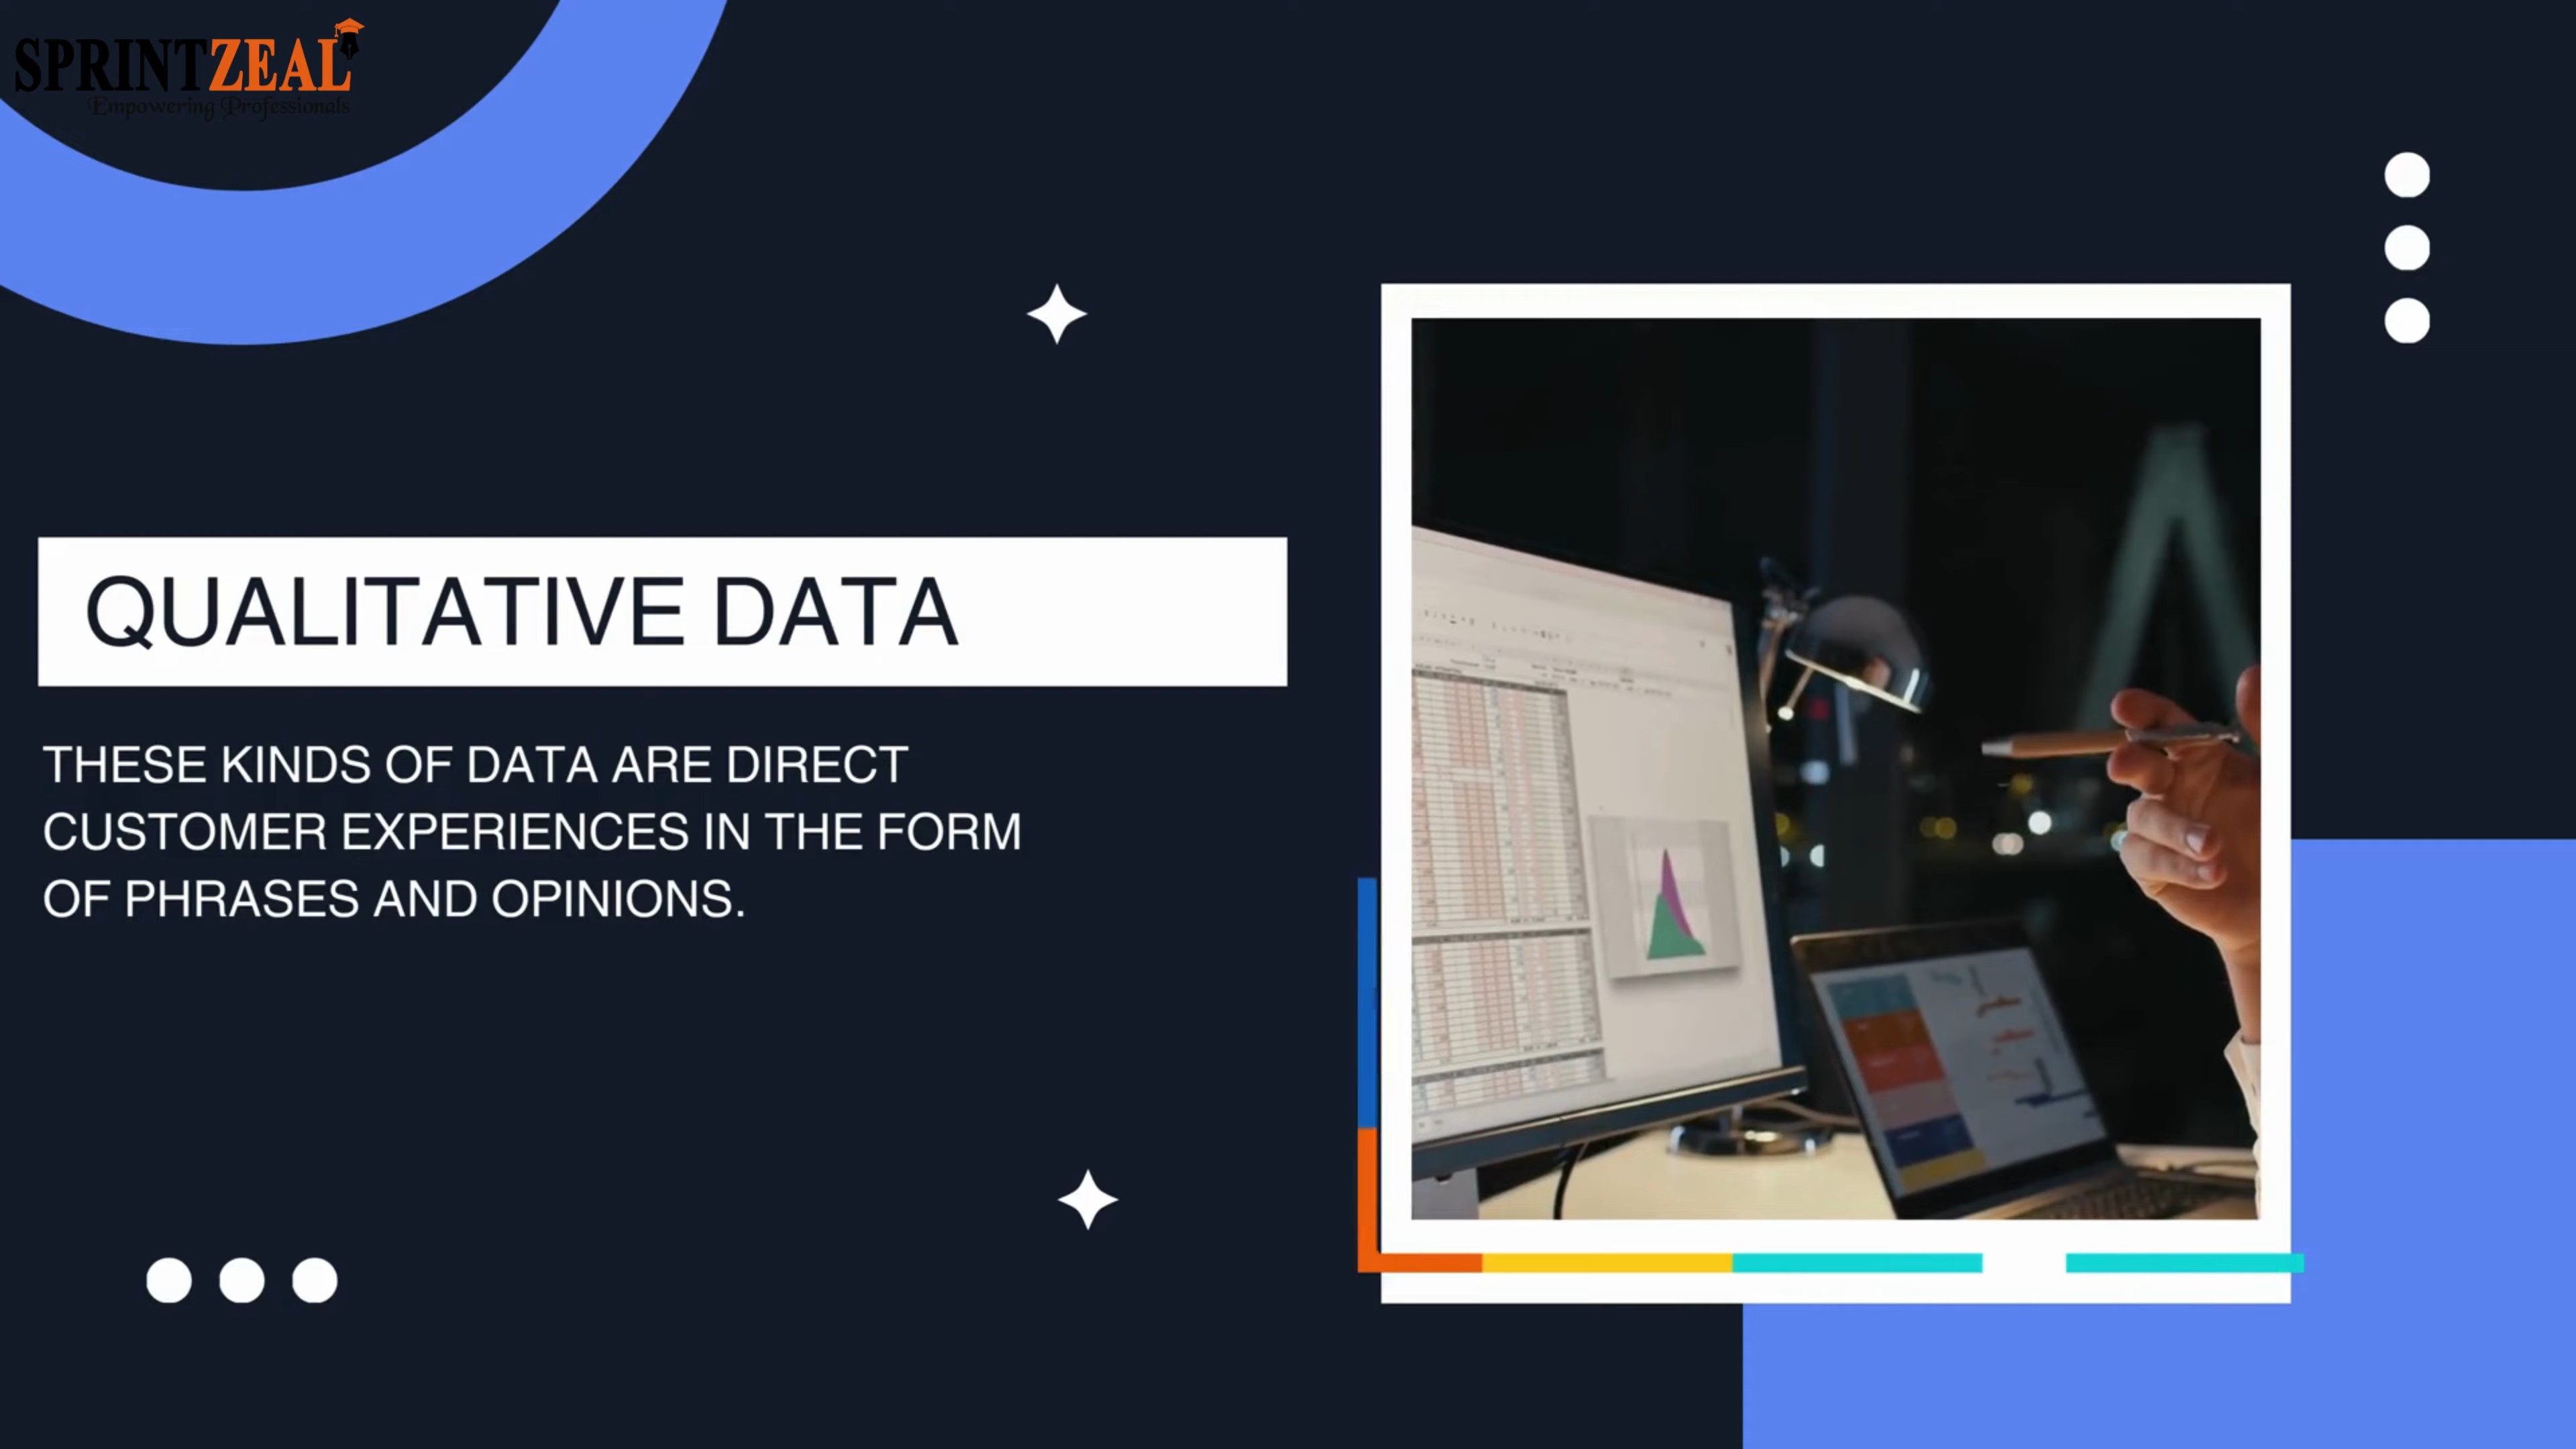 SPRINTZEAL
Empowering Professionals
QUALITATIVE DATA
THESE KINDS OF DATA ARE DIRECT
CUSTOMER EXPERIENCES IN THE FORM
OF PHRASES AND OPINIONS.